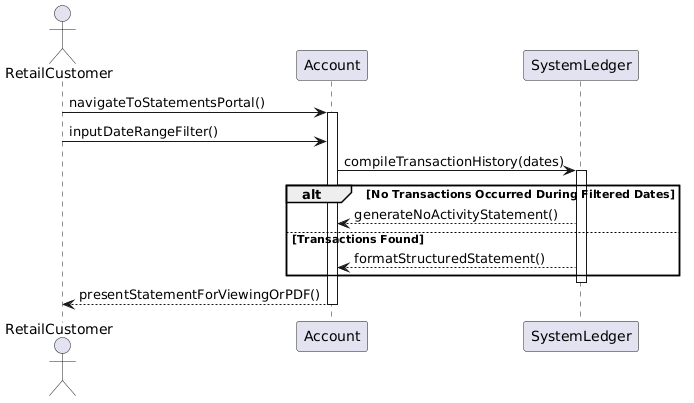 RetailCustomer
Account
SystemLedger
navigateToStatementsPortal()
inputDateRangeFilter()
compileTransactionHistory(dates)
alt [No Transactions Occurred During Filtered Dates]
generateNoActivityStatement()
[Transactions Found]
formatStructuredStatement()
presentStatementForViewingOrPDF()
RetailCustomer
Account
SystemLedger